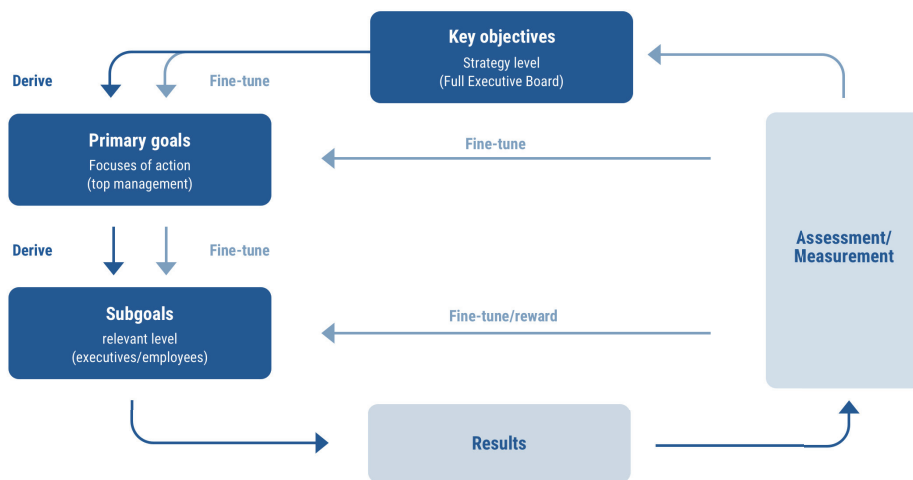 Key objectives
Strategy level
(Full Executive Board)
Derive
Fine-tune
Primary goals
Focuses of action
(top management)
Fine-tune
Derive
Fine-tune
Assessment/
Measurement
Subgoals
relevant level
(executives/employees)
Fine-tune/reward
Results